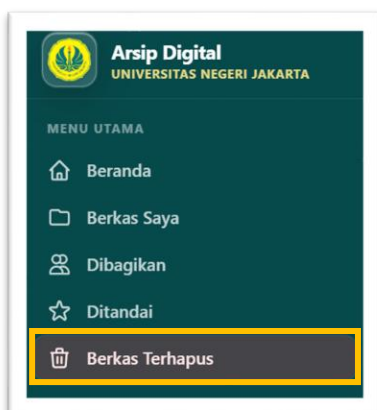 Arsip Digital
UNIVERSITAS NEGERI JAKARTA
MENU UTAMA
Beranda
Berkas Saya
Dibagikan
Ditandai
Berkas Terhapus